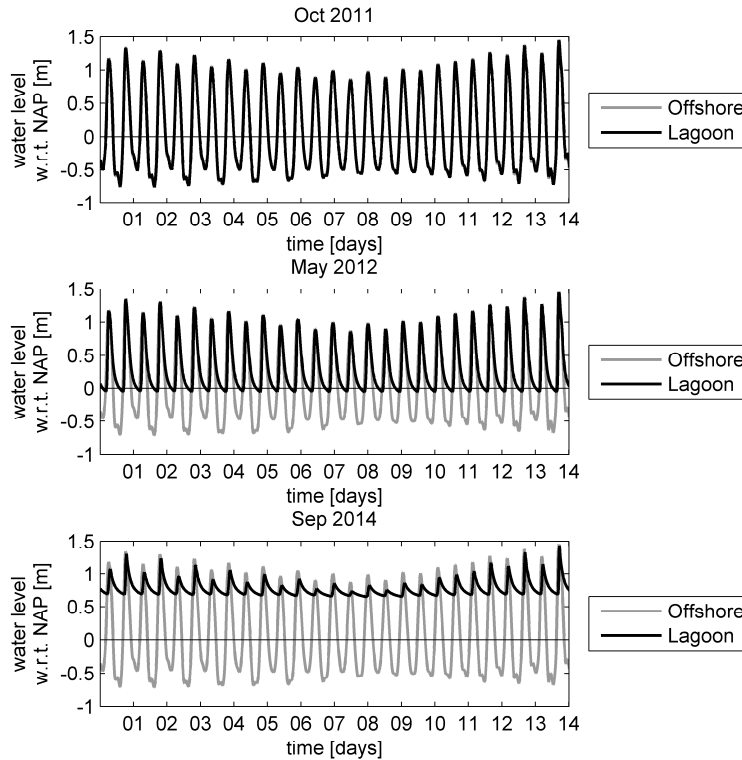 Oct 2011
1.5
1
0.5
0
-0.5
-1
water level
w.r.t. NAP [m]
01 02 03 04 05 06 07 08 09 10 11 12 13 14
time [days]
Offshore
Lagoon
May 2012
1.5
1
0.5
0
-0.5
-1
water level
w.r.t. NAP [m]
01 02 03 04 05 06 07 08 09 10 11 12 13 14
time [days]
Offshore
Lagoon
Sep 2014
1.5
1
0.5
0
-0.5
-1
water level
w.r.t. NAP [m]
01 02 03 04 05 06 07 08 09 10 11 12 13 14
time [days]
Offshore
Lagoon